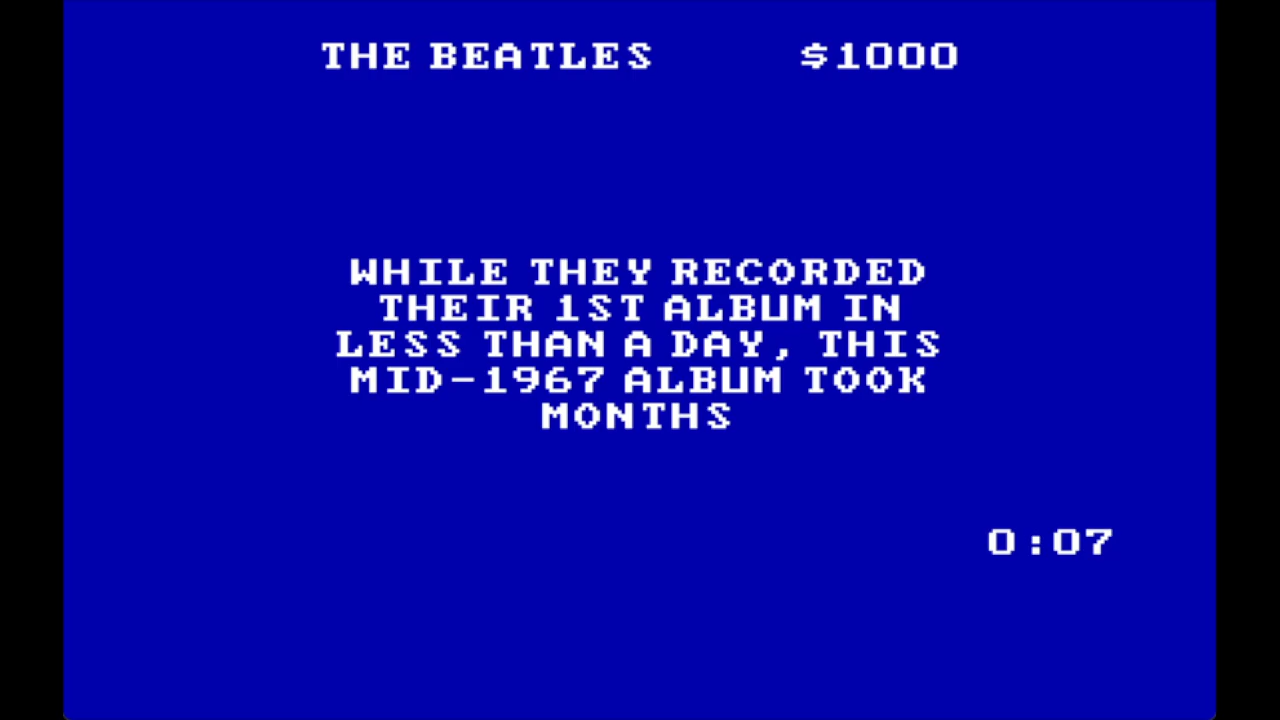 THE BEATLES $1000
WHILE THEY RECORDED
THEIR 1ST ALBUM IN
LESS THAN A DAY, THIS
MID-1967 ALBUM TOOK
MONTHS
0:07